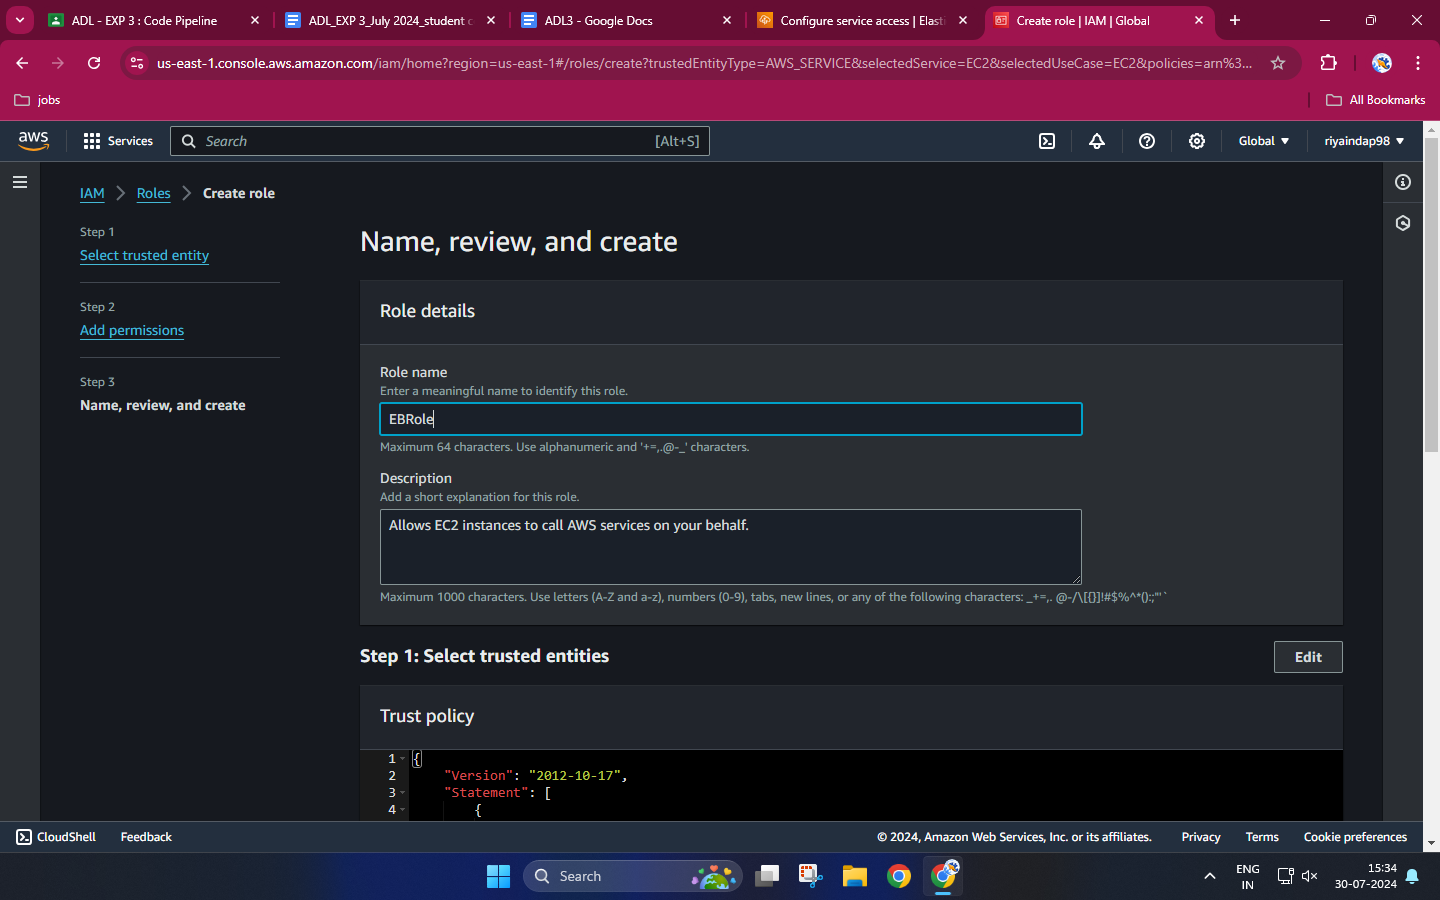 ADL - EXP 3 : Code Pipeline
ADL_EXP 3_July 2024_student c
ADL3 - Google Docs
Configure service access | Elasti
Create role | IAM | Global
us-east-1.console.aws.amazon.com/iam/home?region=us-east-1#/roles/create?trustedEntityType=AWS_SERVICE&selectedService=EC2&selectedUseCase=EC2&policies=arn%3...
jobs
All Bookmarks
aws
Services
Search
[Alt+S]
Global
riyaindap98
IAM
Roles
Create role
Step 1
Select trusted entity
Step 2
Add permissions
Step 3
Name, review, and create
Name, review, and create
Role details
Role name
Enter a meaningful name to identify this role.
EBRole
Maximum 64 characters. Use alphanumeric and '+=,.@-_' characters.
Description
Add a short explanation for this role.
Allows EC2 instances to call AWS services on your behalf.
Maximum 1000 characters. Use letters (A-Z and a-z), numbers (0-9), tabs, new lines, or any of the following characters: _+=,. @-/\[{}]!#$%^*();:"'`
Step 1: Select trusted entities
Edit
Trust policy
1 {
2 "Version": "2012-10-17",
3 "Statement": [
4 {
CloudShell
Feedback
© 2024, Amazon Web Services, Inc. or its affiliates.
Privacy
Terms
Cookie preferences
Search
ENG
IN
15:34
30-07-2024